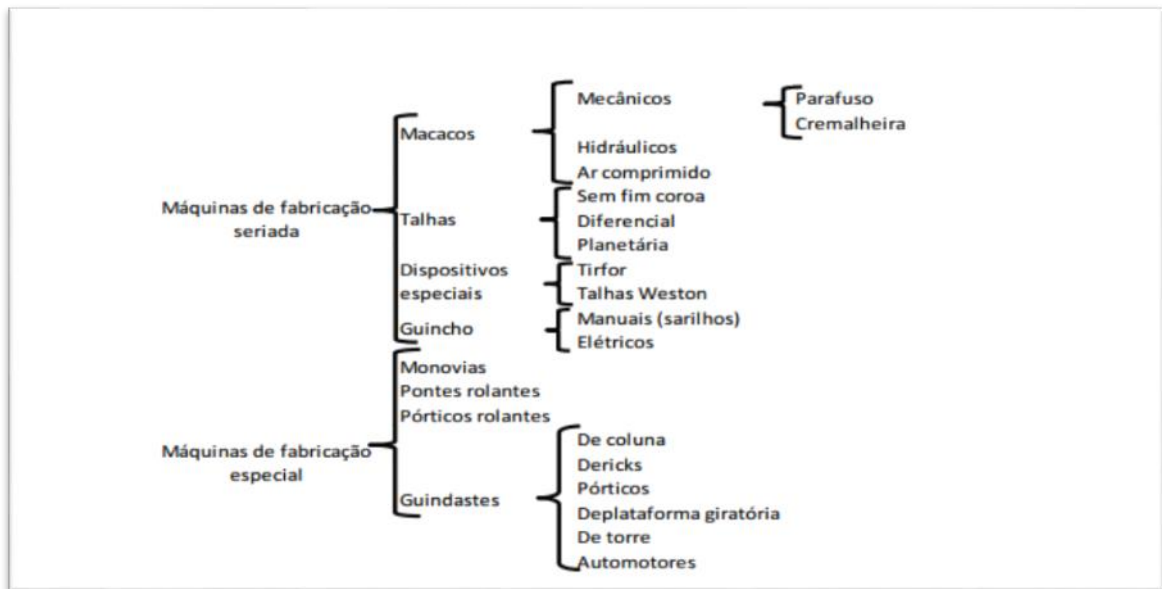 Máquinas de fabricação
seriada
Macacos
Mecânicos
Parafuso
Cremalheira
Hidráulicos
Ar comprimido
Talhas
Sem fim coroa
Diferencial
Planetária
Dispositivos
especiais
Tirfor
Talhas Weston
Guincho
Manuais (sarilhos)
Elétricos
Máquinas de fabricação
especial
Monovias
Pontes rolantes
Pórticos rolantes
Guindastes
De coluna
Dericks
Pórticos
Deplataforma giratória
De torre
Automotores